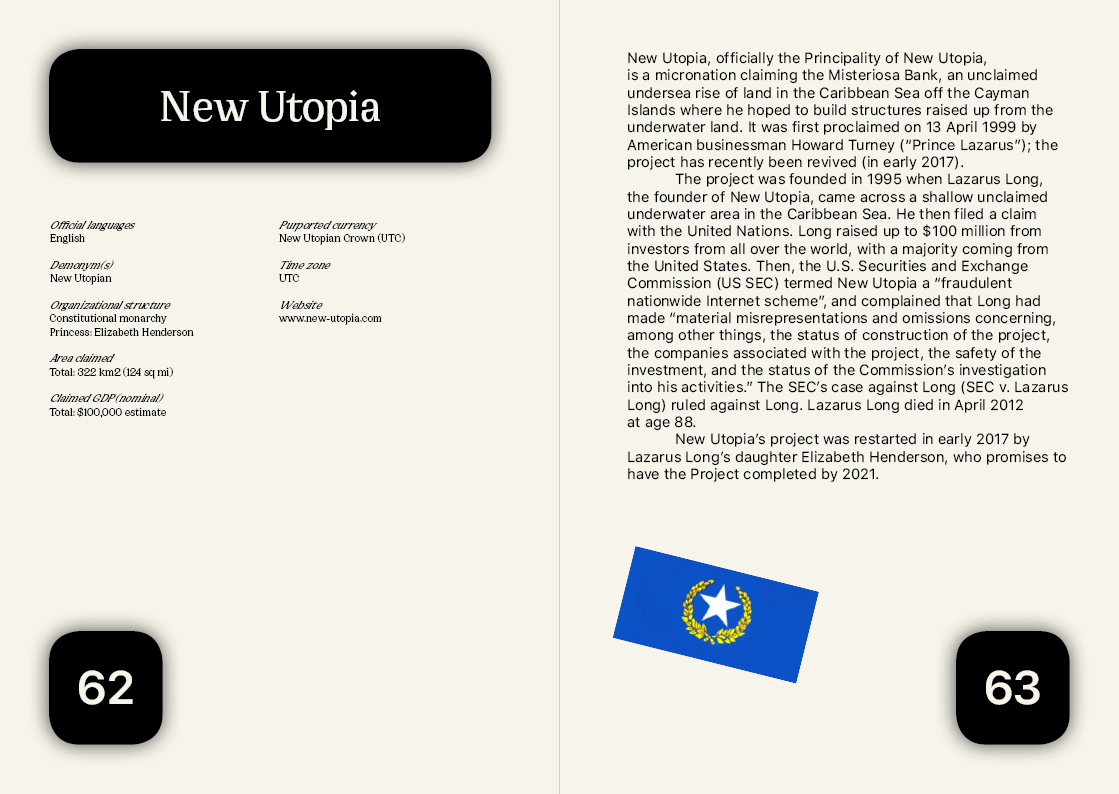 New Utopia
Official languages
English
Demonym(s)
New Utopian
Organizational structure
Constitutional monarchy
Princess: Elizabeth Henderson
Area claimed
Total: 322 km2 (124 sq mi)
Claimed GDP (nominal)
Total: $100,000 estimate
Purported currency
New Utopian Crown (UTC)
Time zone
UTC
Website
www.new-utopia.com
62
New Utopia, officially the Principality of New Utopia,
is a micronation claiming the Misteriosa Bank, an unclaimed
undersea rise of land in the Caribbean Sea off the Cayman
Islands where he hoped to build structures raised up from the
underwater land. It was first proclaimed on 13 April 1999 by
American businessman Howard Turney (“Prince Lazarus”); the
project has recently been revived (in early 2017).
The project was founded in 1995 when Lazarus Long,
the founder of New Utopia, came across a shallow unclaimed
underwater area in the Caribbean Sea. He then filed a claim
with the United Nations. Long raised up to $100 million from
investors from all over the world, with a majority coming from
the United States. Then, the U.S. Securities and Exchange
Commission (US SEC) termed New Utopia a “fraudulent
nationwide Internet scheme”, and complained that Long had
made “material misrepresentations and omissions concerning,
among other things, the status of construction of the project,
the companies associated with the project, the safety of the
investment, and the status of the Commission’s investigation
into his activities.” The SEC’s case against Long (SEC v. Lazarus
Long) ruled against Long. Lazarus Long died in April 2012
at age 88.
New Utopia’s project was restarted in early 2017 by
Lazarus Long’s daughter Elizabeth Henderson, who promises to
have the Project completed by 2021.
63